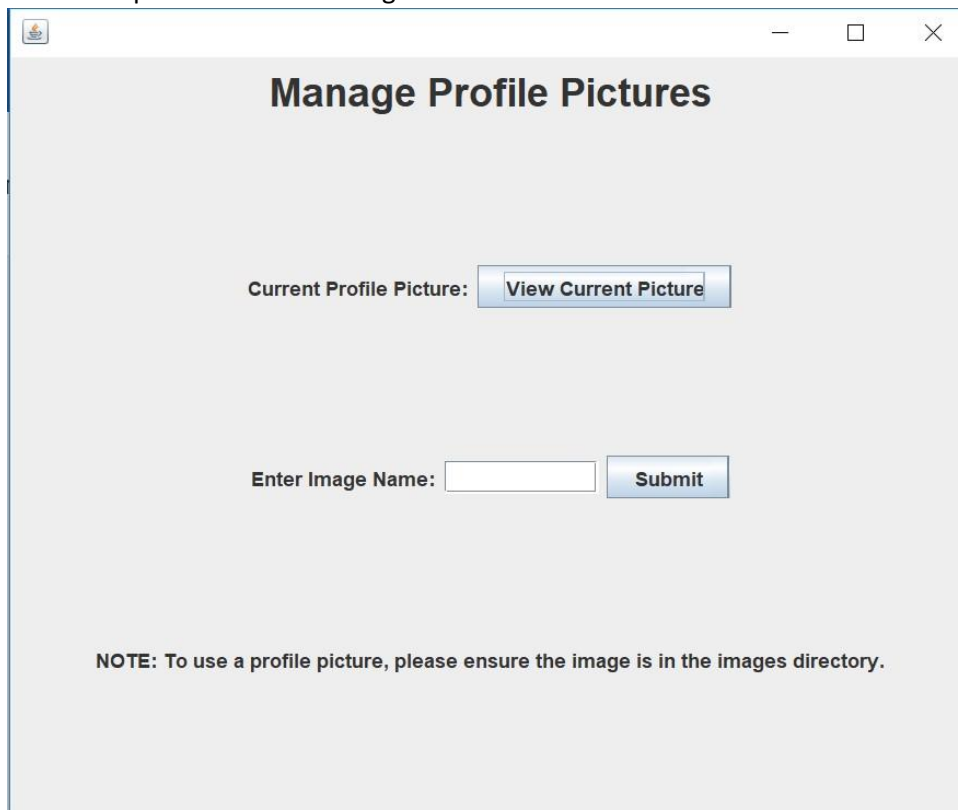 Manage Profile Pictures
Current Profile Picture: View Current Picture
Enter Image Name: Submit
NOTE: To use a profile picture, please ensure the image is in the images directory.